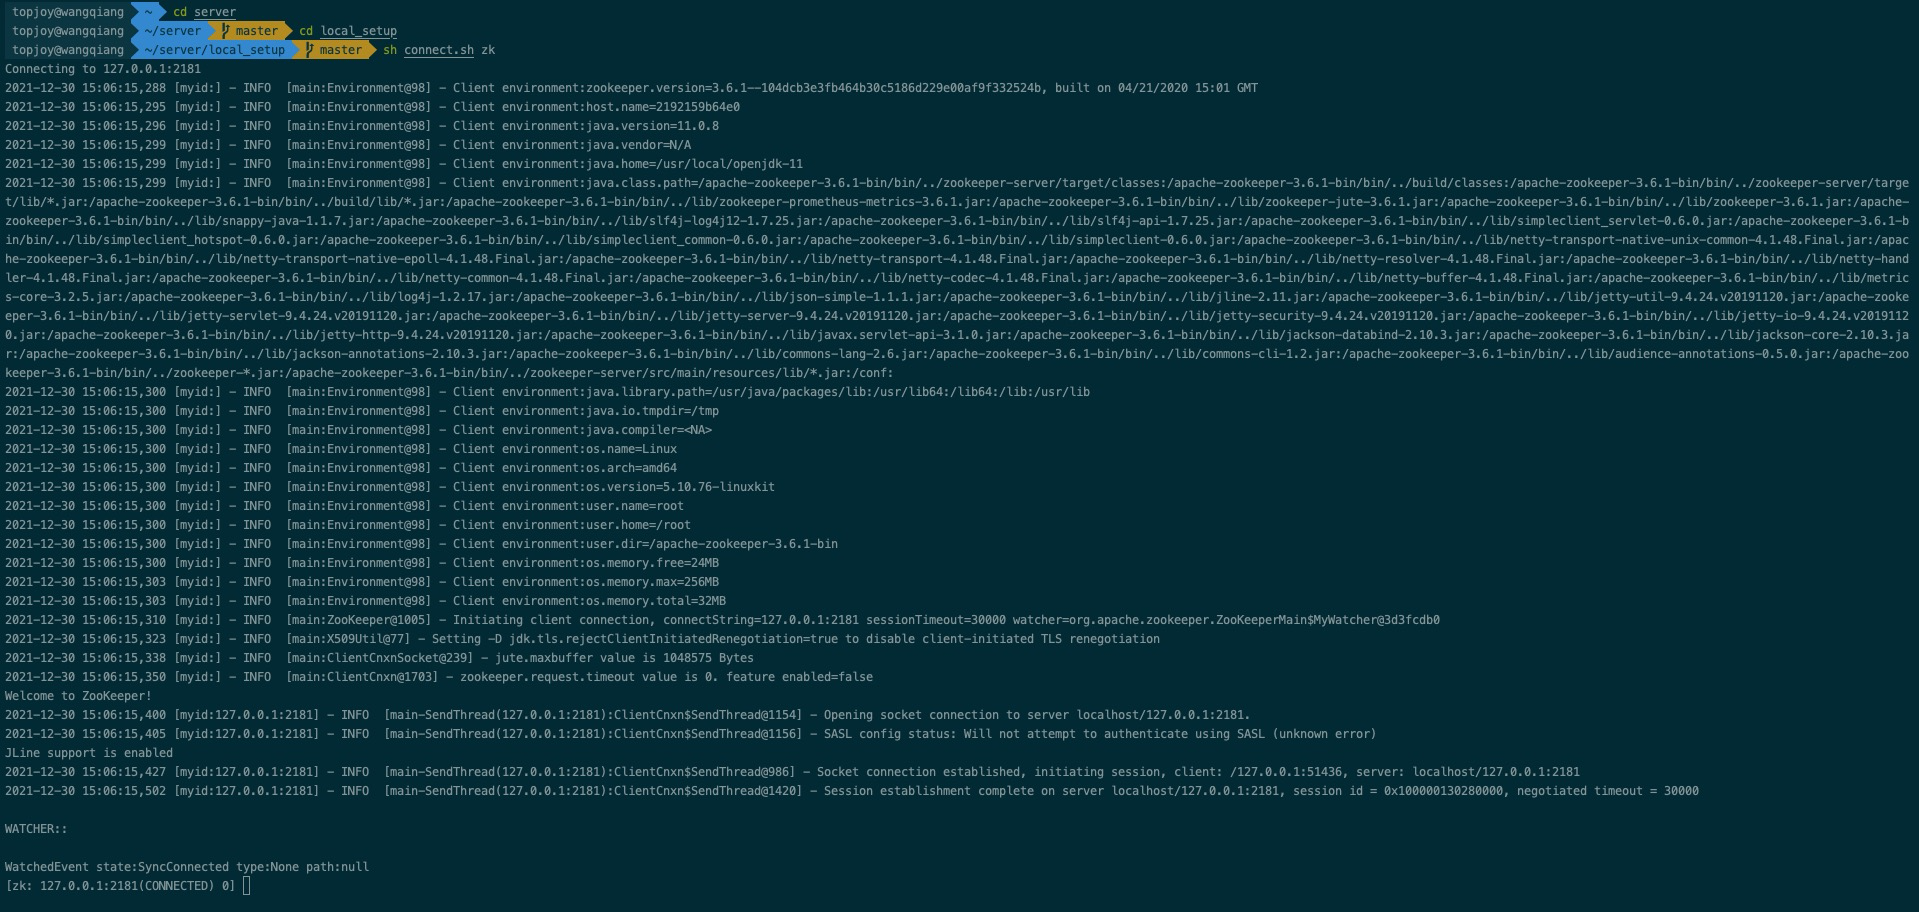 topjoy@wangqiang ~ cd server
topjoy@wangqiang ~/server master cd local_setup
topjoy@wangqiang ~/server/local_setup master sh connect.sh zk
Connecting to 127.0.0.1:2181
2021-12-30 15:06:15,288 [myid:] - INFO  [main:Environment@98] - Client environment:zookeeper.version=3.6.1--104dcb3e3fb464b30c5186d229e00af9f332524b, built on 04/21/2020 15:01 GMT
2021-12-30 15:06:15,295 [myid:] - INFO  [main:Environment@98] - Client environment:host.name=2192159b64e0
2021-12-30 15:06:15,296 [myid:] - INFO  [main:Environment@98] - Client environment:java.version=11.0.8
2021-12-30 15:06:15,299 [myid:] - INFO  [main:Environment@98] - Client environment:java.vendor=N/A
2021-12-30 15:06:15,299 [myid:] - INFO  [main:Environment@98] - Client environment:java.home=/usr/local/openjdk-11
2021-12-30 15:06:15,299 [myid:] - INFO  [main:Environment@98] - Client environment:java.class.path=/apache-zookeeper-3.6.1-bin/bin/../zookeeper-server/target/classes:/apache-zookeeper-3.6.1-bin/bin/../build/classes:/apache-zookeeper-3.6.1-bin/bin/../zookeeper-server/targe
t/lib/*.jar:/apache-zookeeper-3.6.1-bin/bin/../build/lib/*.jar:/apache-zookeeper-3.6.1-bin/bin/../lib/zookeeper-prometheus-metrics-3.6.1.jar:/apache-zookeeper-3.6.1-bin/bin/../lib/zookeeper-jute-3.6.1.jar:/apache-zookeeper-3.6.1-bin/bin/../lib/zookeeper-3.6.1.jar:/apache-
zookeeper-3.6.1-bin/bin/../lib/snappy-java-1.1.7.jar:/apache-zookeeper-3.6.1-bin/bin/../lib/slf4j-log4j12-1.7.25.jar:/apache-zookeeper-3.6.1-bin/bin/../lib/slf4j-api-1.7.25.jar:/apache-zookeeper-3.6.1-bin/bin/../lib/simpleclient_servlet-0.6.0.jar:/apache-zookeeper-3.6.1-b
in/bin/../lib/simpleclient_hotspot-0.6.0.jar:/apache-zookeeper-3.6.1-bin/bin/../lib/simpleclient_common-0.6.0.jar:/apache-zookeeper-3.6.1-bin/bin/../lib/simpleclient-0.6.0.jar:/apache-zookeeper-3.6.1-bin/bin/../lib/netty-transport-native-unix-common-4.1.48.Final.jar:/apac
he-zookeeper-3.6.1-bin/bin/../lib/netty-transport-native-epoll-4.1.48.Final.jar:/apache-zookeeper-3.6.1-bin/bin/../lib/netty-transport-4.1.48.Final.jar:/apache-zookeeper-3.6.1-bin/bin/../lib/netty-resolver-4.1.48.Final.jar:/apache-zookeeper-3.6.1-bin/bin/../lib/netty-hand
ler-4.1.48.Final.jar:/apache-zookeeper-3.6.1-bin/bin/../lib/netty-common-4.1.48.Final.jar:/apache-zookeeper-3.6.1-bin/bin/../lib/netty-codec-4.1.48.Final.jar:/apache-zookeeper-3.6.1-bin/bin/../lib/netty-buffer-4.1.48.Final.jar:/apache-zookeeper-3.6.1-bin/bin/../lib/metric
s-core-3.2.5.jar:/apache-zookeeper-3.6.1-bin/bin/../lib/log4j-1.2.17.jar:/apache-zookeeper-3.6.1-bin/bin/../lib/json-simple-1.1.1.jar:/apache-zookeeper-3.6.1-bin/bin/../lib/jline-2.11.jar:/apache-zookeeper-3.6.1-bin/bin/../lib/jetty-util-9.4.24.v20191120.jar:/apache-zooke
eper-3.6.1-bin/bin/../lib/jetty-servlet-9.4.24.v20191120.jar:/apache-zookeeper-3.6.1-bin/bin/../lib/jetty-server-9.4.24.v20191120.jar:/apache-zookeeper-3.6.1-bin/bin/../lib/jetty-security-9.4.24.v20191120.jar:/apache-zookeeper-3.6.1-bin/bin/../lib/jetty-io-9.4.24.v2019112
0.jar:/apache-zookeeper-3.6.1-bin/bin/../lib/jetty-http-9.4.24.v20191120.jar:/apache-zookeeper-3.6.1-bin/bin/../lib/javax.servlet-api-3.1.0.jar:/apache-zookeeper-3.6.1-bin/bin/../lib/jackson-databind-2.10.3.jar:/apache-zookeeper-3.6.1-bin/bin/../lib/jackson-core-2.10.3.ja
r:/apache-zookeeper-3.6.1-bin/bin/../lib/jackson-annotations-2.10.3.jar:/apache-zookeeper-3.6.1-bin/bin/../lib/commons-lang-2.6.jar:/apache-zookeeper-3.6.1-bin/bin/../lib/commons-cli-1.2.jar:/apache-zookeeper-3.6.1-bin/bin/../lib/audience-annotations-0.5.0.jar:/apache-zoo
keeper-3.6.1-bin/bin/../zookeeper-*.jar:/apache-zookeeper-3.6.1-bin/bin/../zookeeper-server/src/main/resources/lib/*.jar:/conf:
2021-12-30 15:06:15,300 [myid:] - INFO  [main:Environment@98] - Client environment:java.library.path=/usr/java/packages/lib:/usr/lib64:/lib64:/lib:/usr/lib
2021-12-30 15:06:15,300 [myid:] - INFO  [main:Environment@98] - Client environment:java.io.tmpdir=/tmp
2021-12-30 15:06:15,300 [myid:] - INFO  [main:Environment@98] - Client environment:java.compiler=<NA>
2021-12-30 15:06:15,300 [myid:] - INFO  [main:Environment@98] - Client environment:os.name=Linux
2021-12-30 15:06:15,300 [myid:] - INFO  [main:Environment@98] - Client environment:os.arch=amd64
2021-12-30 15:06:15,300 [myid:] - INFO  [main:Environment@98] - Client environment:os.version=5.10.76-linuxkit
2021-12-30 15:06:15,300 [myid:] - INFO  [main:Environment@98] - Client environment:user.name=root
2021-12-30 15:06:15,300 [myid:] - INFO  [main:Environment@98] - Client environment:user.home=/root
2021-12-30 15:06:15,300 [myid:] - INFO  [main:Environment@98] - Client environment:user.dir=/apache-zookeeper-3.6.1-bin
2021-12-30 15:06:15,300 [myid:] - INFO  [main:Environment@98] - Client environment:os.memory.free=24MB
2021-12-30 15:06:15,303 [myid:] - INFO  [main:Environment@98] - Client environment:os.memory.max=256MB
2021-12-30 15:06:15,303 [myid:] - INFO  [main:Environment@98] - Client environment:os.memory.total=32MB
2021-12-30 15:06:15,310 [myid:] - INFO  [main:ZooKeeper@1005] - Initiating client connection, connectString=127.0.0.1:2181 sessionTimeout=30000 watcher=org.apache.zookeeper.ZooKeeperMain$MyWatcher@3d3fcdb0
2021-12-30 15:06:15,323 [myid:] - INFO  [main:X509Util@77] - Setting -D jdk.tls.rejectClientInitiatedRenegotiation=true to disable client-initiated TLS renegotiation
2021-12-30 15:06:15,338 [myid:] - INFO  [main:ClientCnxnSocket@239] - jute.maxbuffer value is 1048575 Bytes
2021-12-30 15:06:15,350 [myid:] - INFO  [main:ClientCnxn@1703] - zookeeper.request.timeout value is 0. feature enabled=false
Welcome to ZooKeeper!
2021-12-30 15:06:15,400 [myid:127.0.0.1:2181] - INFO  [main-SendThread(127.0.0.1:2181):ClientCnxn$SendThread@1154] - Opening socket connection to server localhost/127.0.0.1:2181.
2021-12-30 15:06:15,405 [myid:127.0.0.1:2181] - INFO  [main-SendThread(127.0.0.1:2181):ClientCnxn$SendThread@1156] - SASL config status: Will not attempt to authenticate using SASL (unknown error)
JLine support is enabled
2021-12-30 15:06:15,427 [myid:127.0.0.1:2181] - INFO  [main-SendThread(127.0.0.1:2181):ClientCnxn$SendThread@986] - Socket connection established, initiating session, client: /127.0.0.1:51436, server: localhost/127.0.0.1:2181
2021-12-30 15:06:15,502 [myid:127.0.0.1:2181] - INFO  [main-SendThread(127.0.0.1:2181):ClientCnxn$SendThread@1420] - Session establishment complete on server localhost/127.0.0.1:2181, session id = 0x100000130280000, negotiated timeout = 30000
WATCHER::
WatchedEvent state:SyncConnected type:None path:null
[zk: 127.0.0.1:2181(CONNECTED) 0]